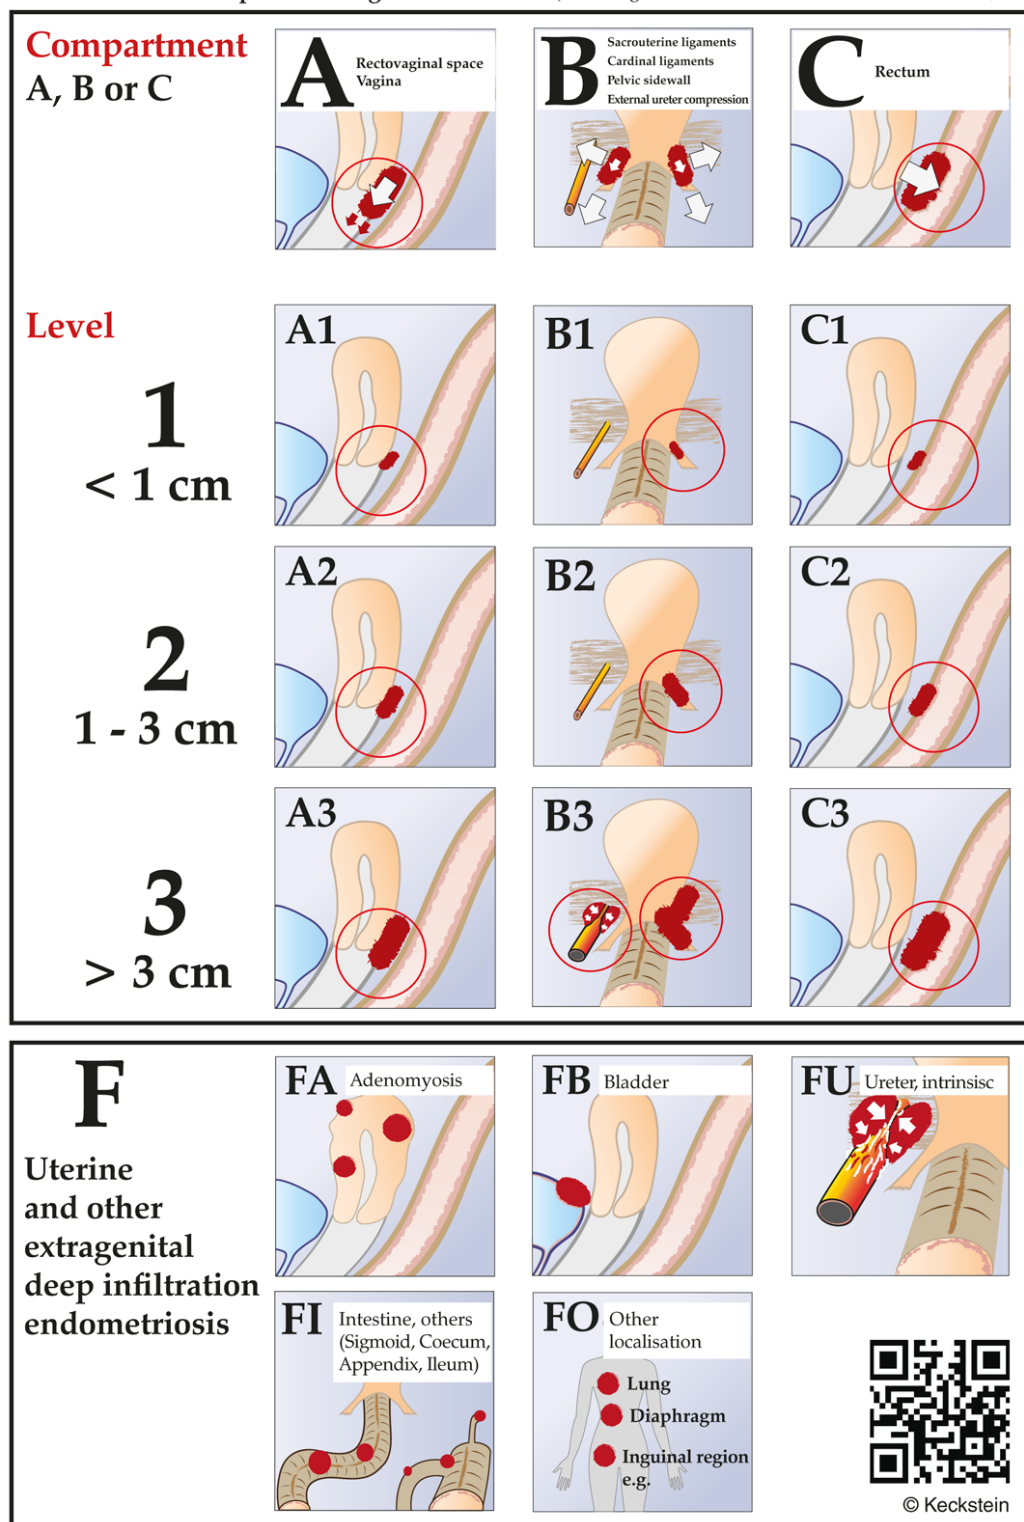 Compartment
A, B or C
A
Rectovaginal space
Vagina
B
Sacrouterine ligaments
Cardinal ligaments
Pelvic sidewall
External ureter compression
C
Rectum
Level
1
< 1 cm
A1
B1
C1
2
1 - 3 cm
A2
B2
C2
3
> 3 cm
A3
B3
C3
F
Uterine
and other
extragenital
deep infiltration
endometriosis
FA
Adenomyosis
FB
Bladder
FU
Ureter, intrinsisc
FI
Intestine, others
(Sigmoid, Coecum,
Appendix, Ileum)
FO
Other
localisation
Lung
Diaphragm
Inguinal region
e.g.
© Keckstein